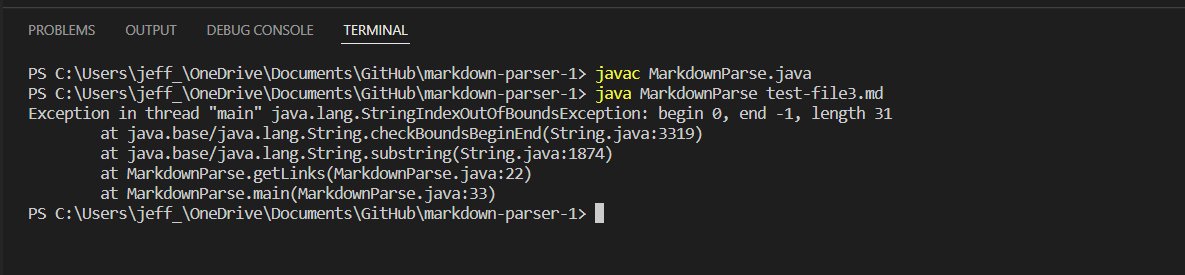 PROBLEMS OUTPUT DEBUG CONSOLE TERMINAL
PS C:\Users\jeff_\OneDrive\Documents\GitHub\markdown-parser-1> javac MarkdownParse.java
PS C:\Users\jeff_\OneDrive\Documents\GitHub\markdown-parser-1> java MarkdownParse test-file3.md
Exception in thread "main" java.lang.StringIndexOutOfBoundsException: begin 0, end -1, length 31
        at java.base/java.lang.String.checkBoundsBeginEnd(String.java:3319)
        at java.base/java.lang.String.substring(String.java:1874)
        at MarkdownParse.getLinks(MarkdownParse.java:22)
        at MarkdownParse.main(MarkdownParse.java:33)
PS C:\Users\jeff_\OneDrive\Documents\GitHub\markdown-parser-1>